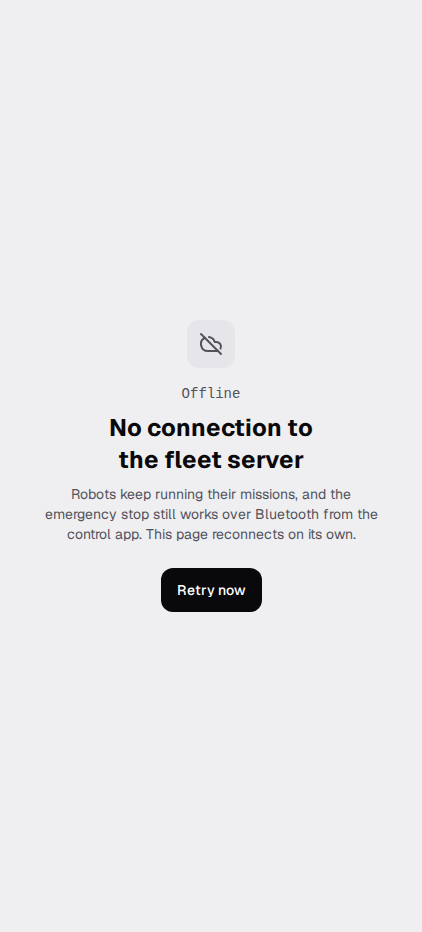 Offline
No connection to
the fleet server
Robots keep running their missions, and the
emergency stop still works over Bluetooth from the
control app. This page reconnects on its own.
Retry now